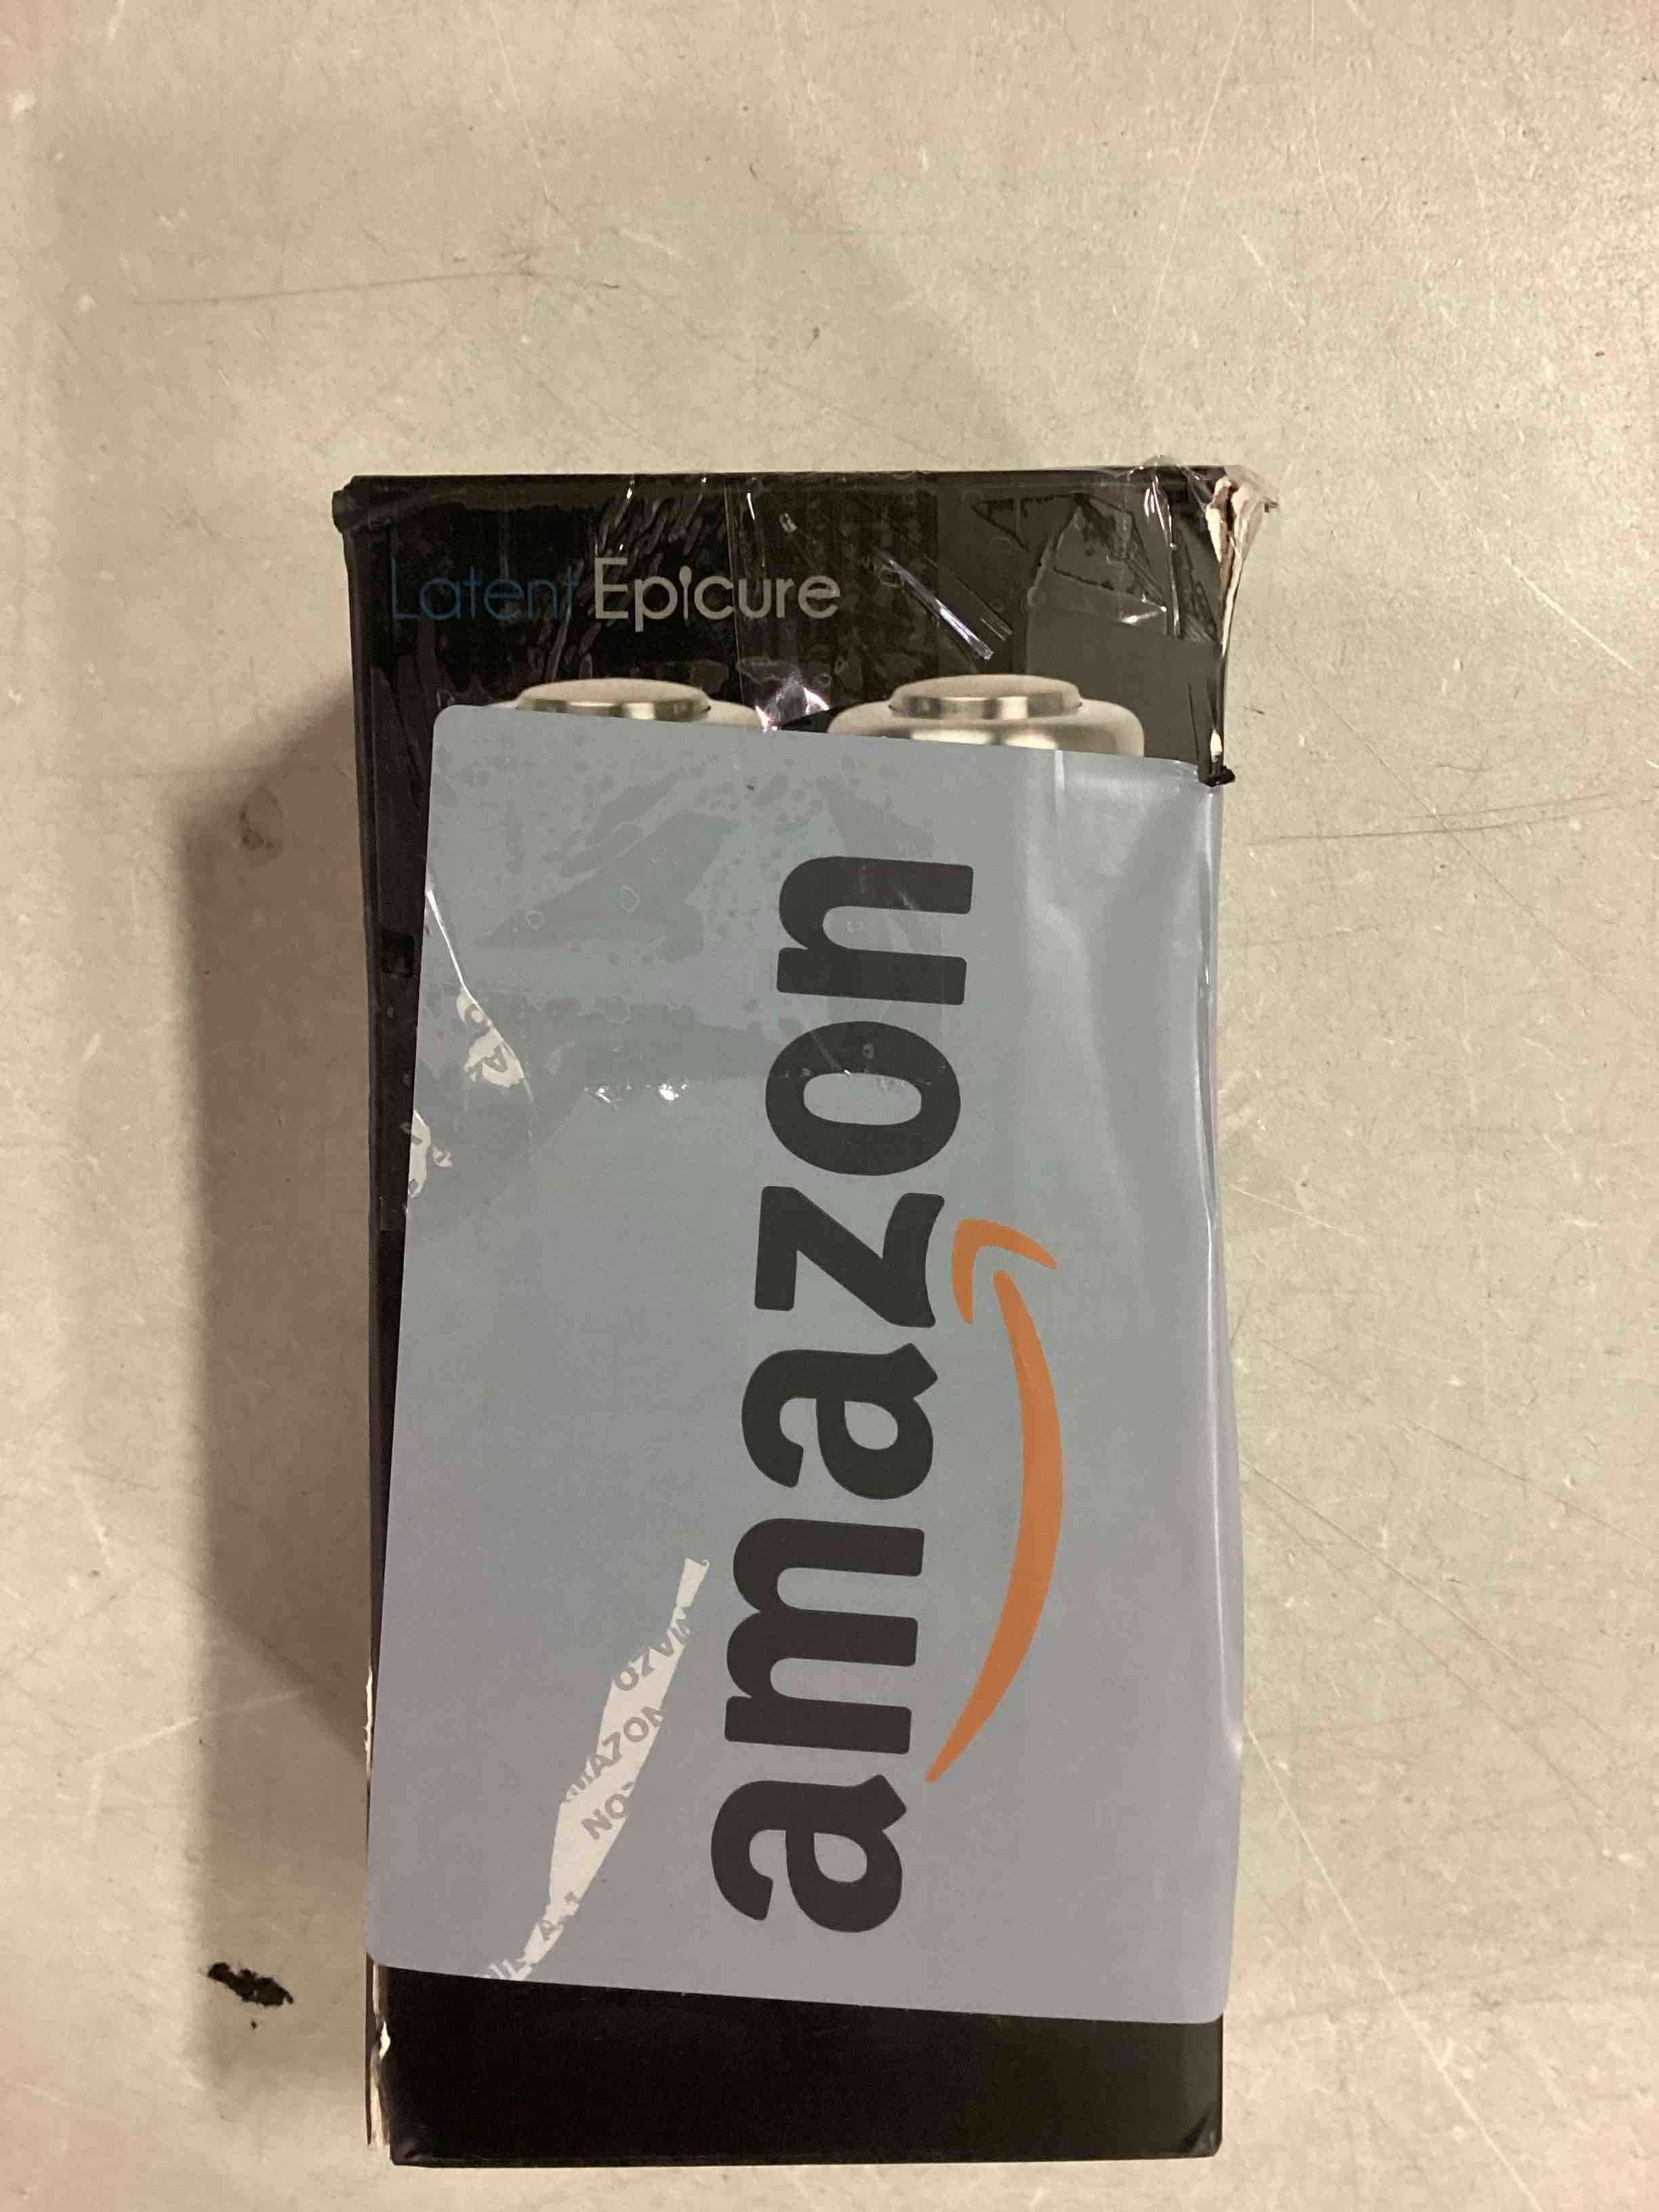 Latent Epicure
amazon